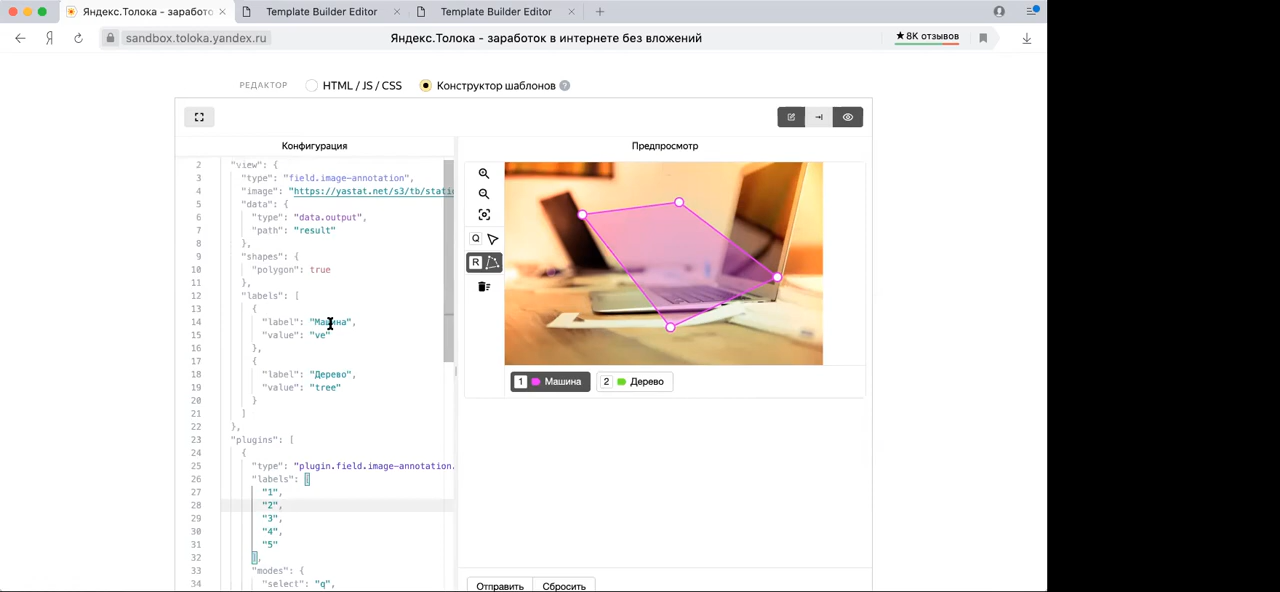 Яндекс.Толока - заработо
Template Builder Editor
Template Builder Editor
sandbox.toloka.yandex.ru
Яндекс.Толока - заработок в интернете без вложений
★8K отзывов
РЕДАКТОР
HTML / JS / CSS
Конструктор шаблонов
Конфигурация
Предпросмотр
2 "view": {
3 "type": "field.image-annotation",
4 "image": "https://yastat.net/s3/tb/stati
5 "data": {
6 "type": "data.output",
7 "path": "result"
8 },
9 "shapes": {
10 "polygon": true
11 },
12 "labels": [
13 {
14 "label": "Машина",
15 "value": "ve"
16 },
17 {
18 "label": "Дерево",
19 "value": "tree"
20 }
21 ]
22 },
23 "plugins": [
24 {
25 "type": "plugin.field.image-annotation.
26 "labels": [
27 "1",
28 "2",
29 "3",
30 "4",
31 "5"
32 ],
33 "modes": {
34 "select": "q",
Q
R
1 Машина
2 Дерево
Отправить
Сбросить